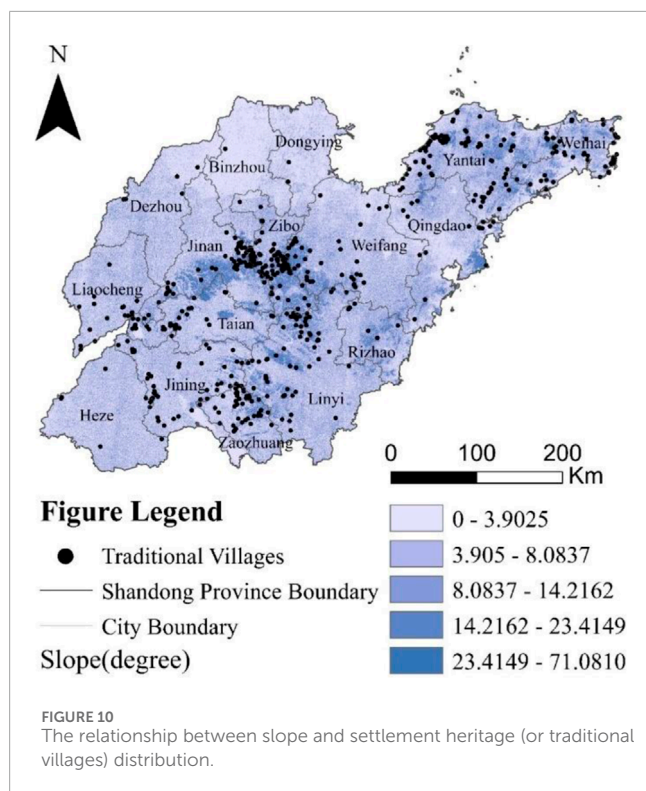 N
Dongying
Binzhou
Weihai
Yantai
Dezhou
Zibo
Qingdao
Jinan
Weifang
Liaocheng
Taian
Rizhao
Jining
Linyi
Heze
Zaozhuang
0 100 200
Km
Figure Legend
Traditional Villages
Shandong Province Boundary
City Boundary
Slope(degree)
0 - 3.9025
3.905 - 8.0837
8.0837 - 14.2162
14.2162 - 23.4149
23.4149 - 71.0810
FIGURE 10
The relationship between slope and settlement heritage (or traditional
villages) distribution.